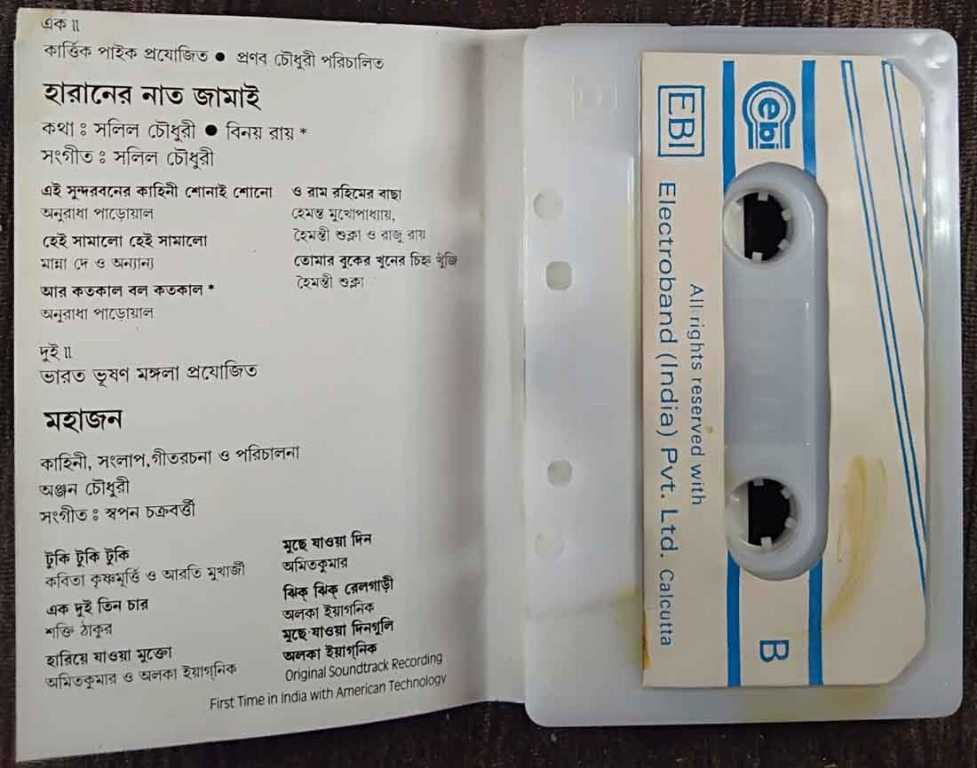 এক ৷৷
কার্ত্তিক পাইক প্রযোজিত ● প্রণব চৌধুরী পরিচালিত
হারানের নাত জামাই
কথা : সলিল চৌধুরী ● বিনয় রায় *
সংগীত : সলিল চৌধুরী
এই সুন্দরবনের কাহিনী শোনাই শোনো
অনুরাধা পাড়োয়াল
হেই সামালো হেই সামালো
মান্না দে ও অন্যান্য
আর কতকাল বল কতকাল *
অনুরাধা পাড়োয়াল
ও রাম রহিমের বাছা
হেমন্ত মুখোপাধ্যায়,
হৈমন্তী শুক্লা ও রাজু রায়
তোমার বুকের খুনের চিহ্ন খুঁজি
হৈমন্তী শুক্লা
দুই ৷৷
ভারত ভূষণ মঙ্গলা প্রযোজিত
মহাজন
কাহিনী, সংলাপ,গীতরচনা ও পরিচালনা
অঞ্জন চৌধুরী
সংগীত : স্বপন চক্রবর্ত্তী
টুকি টুকি টুকি
কবিতা কৃষ্ণমূর্ত্তি ও আরতি মুখার্জী
এক দুই তিন চার
শক্তি ঠাকুর
হারিয়ে যাওয়া মুক্তো
অমিতকুমার ও অলকা ইয়াগ্‌নিক
মুছে যাওয়া দিন
অমিতকুমার
ঝিক্ ঝিক্ রেলগাড়ী
অলকা ইয়াগনিক
মুছে যাওয়া দিনগুলি
অলকা ইয়াগ্‌নিক
Original Soundtrack Recording
First Time in India with American Technology
ebi
EBI
All rights reserved with
Electroband (India) Pvt. Ltd. Calcutta
B